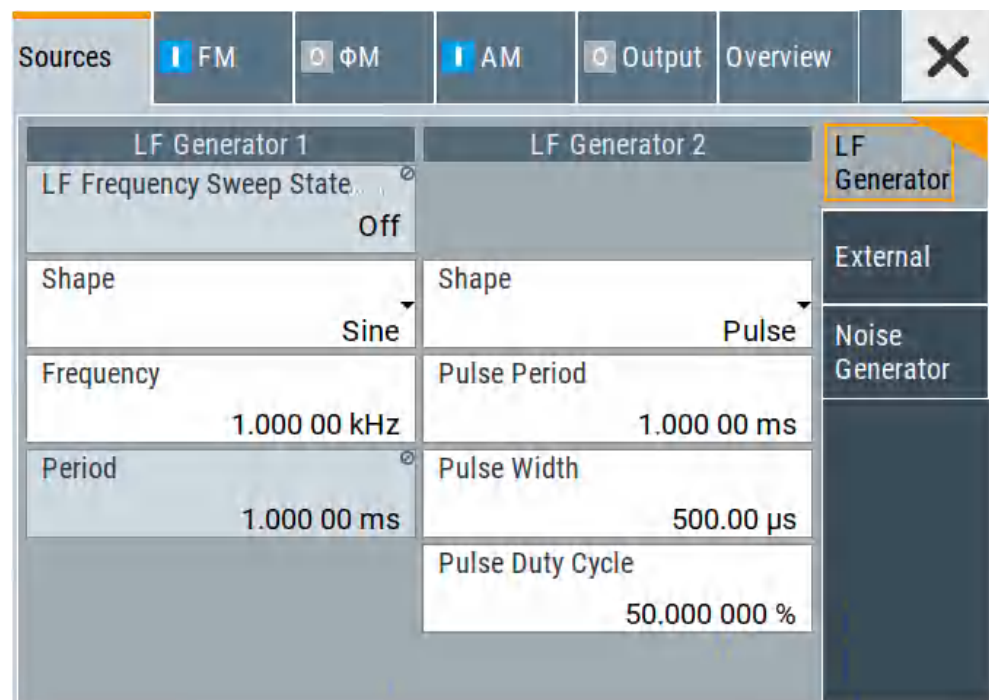 Sources
I FM
0 ΦM
I AM
0 Output
Overview
LF Generator 1
LF Frequency Sweep State
Off
Shape
Sine
Frequency
1.000 00 kHz
Period
1.000 00 ms
LF Generator 2
Shape
Pulse
Pulse Period
1.000 00 ms
Pulse Width
500.00 µs
Pulse Duty Cycle
50.000 000 %
LF
Generator
External
Noise
Generator